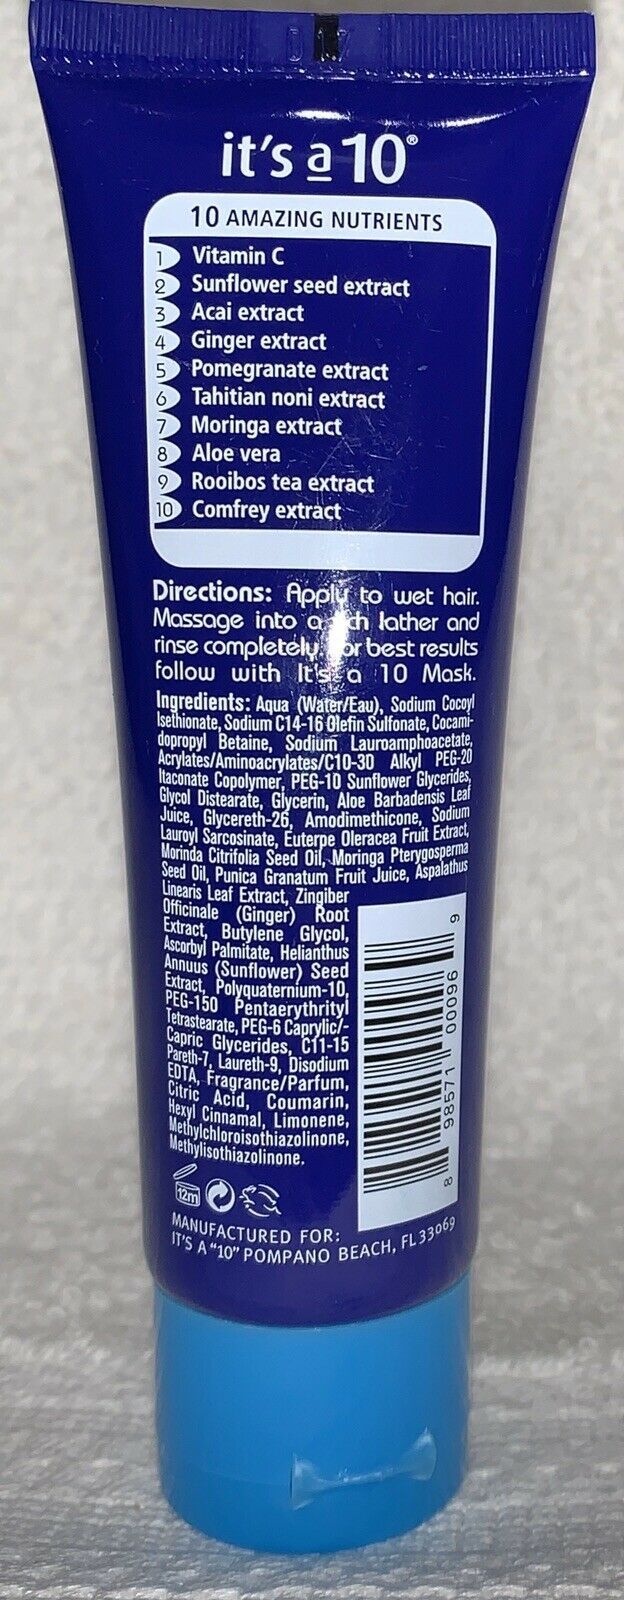 it's a 10®
10 AMAZING NUTRIENTS
1 Vitamin C
2 Sunflower seed extract
3 Acai extract
4 Ginger extract
5 Pomegranate extract
6 Tahitian noni extract
7 Moringa extract
8 Aloe vera
9 Rooibos tea extract
10 Comfrey extract
Directions: Apply to wet hair.
Massage into a lather and
rinse completely. best results
follow with It's a 10 Mask.
Ingredients: Aqua (Water/Eau), Sodium Cocoyl
Isethionate, Sodium C14-16 Olefin Sulfonate, Cocami-
dopropyl Betaine, Sodium Lauroamphoacetate,
Acrylates/Aminoacrylates/C10-30 Alkyl PEG-20
Itaconate Copolymer, PEG-10 Sunflower Glycerides,
Glycol Distearate, Glycerin, Aloe Barbadensis Leaf
Juice, Glycereth-26, Amodimethicone, Sodium
Lauroyl Sarcosinate, Euterpe Oleracea Fruit Extract,
Morinda Citrifolia Seed Oil, Moringa Pterygosperma
Seed Oil, Punica Granatum Fruit Juice, Aspalathus
Linearis Leaf Extract, Zingiber
Officinale (Ginger) Root
Extract, Butylene Glycol,
Ascorbyl Palmitate, Helianthus
Annuus (Sunflower) Seed
Extract, Polyquaternium-10,
PEG-150 Pentaerythrityl
Tetrastearate, PEG-6 Caprylic/-
Capric Glycerides, C11-15
Pareth-7, Laureth-9, Disodium
EDTA, Fragrance/Parfum,
Citric Acid, Coumarin,
Hexyl Cinnamal, Limonene,
Methylchloroisothiazolinone,
Methylisothiazolinone.
8 98571 00096 9
12m
MANUFACTURED FOR:
IT'S A "10" POMPANO BEACH, FL 33069